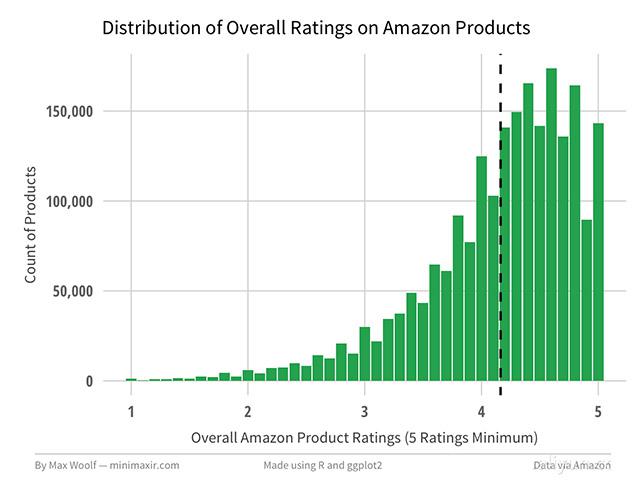 Distribution of Overall Ratings on Amazon Products
Count of Products
150,000
100,000
50,000
0
1 2 3 4 5
Overall Amazon Product Ratings (5 Ratings Minimum)
By Max Woolf — minimaxir.com Made using R and ggplot2 Data via Amazon